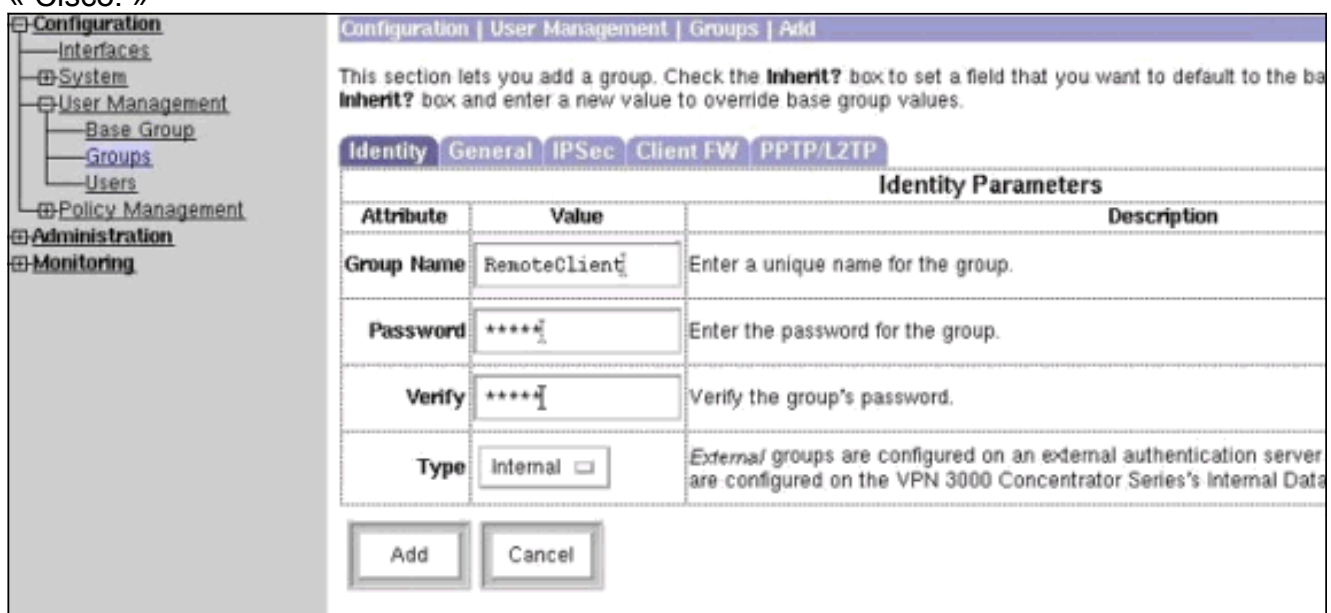 « Cisco. »
Configuration
Interfaces
System
User Management
Base Group
Groups
Users
Policy Management
Administration
Monitoring
Configuration | User Management | Groups | Add
This section lets you add a group. Check the Inherit? box to set a field that you want to default to the ba
Inherit? box and enter a new value to override base group values.
Identity General IPSec Client FW PPTP/L2TP
Identity Parameters
Attribute Value Description
Group Name RemoteClient Enter a unique name for the group.
Password ***** Enter the password for the group.
Verify ***** Verify the group's password.
Type Internal External groups are configured on an external authentication server
are configured on the VPN 3000 Concentrator Series's Internal Data
Add Cancel